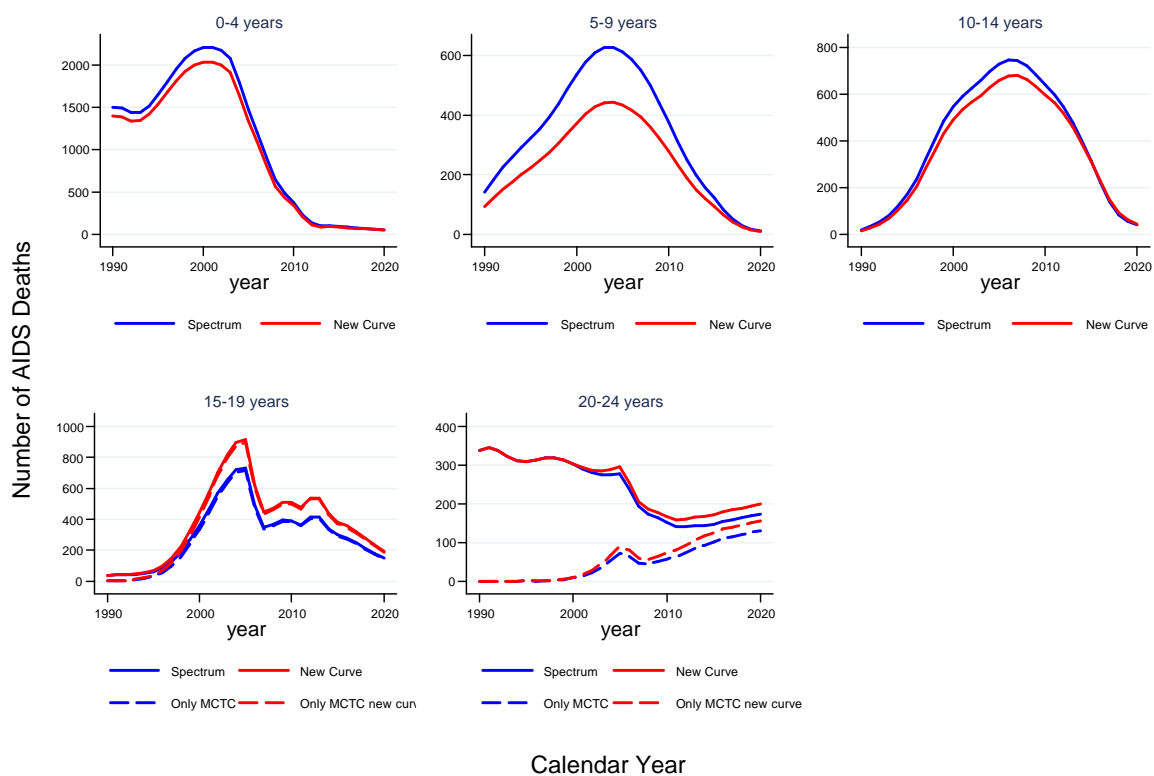 0-4 years
2000
1500
1000
500
0
1990 2000 2010 2020
year
Spectrum New Curve
5-9 years
600
400
200
0
1990 2000 2010 2020
year
Spectrum New Curve
10-14 years
800
600
400
200
0
1990 2000 2010 2020
year
Spectrum New Curve
Number of AIDS Deaths
15-19 years
1000
800
600
400
200
0
1990 2000 2010 2020
year
Spectrum New Curve
Only MCTC Only MCTC new curv
20-24 years
400
300
200
100
0
1990 2000 2010 2020
year
Spectrum New Curve
Only MCTC Only MCTC new curve
Calendar Year